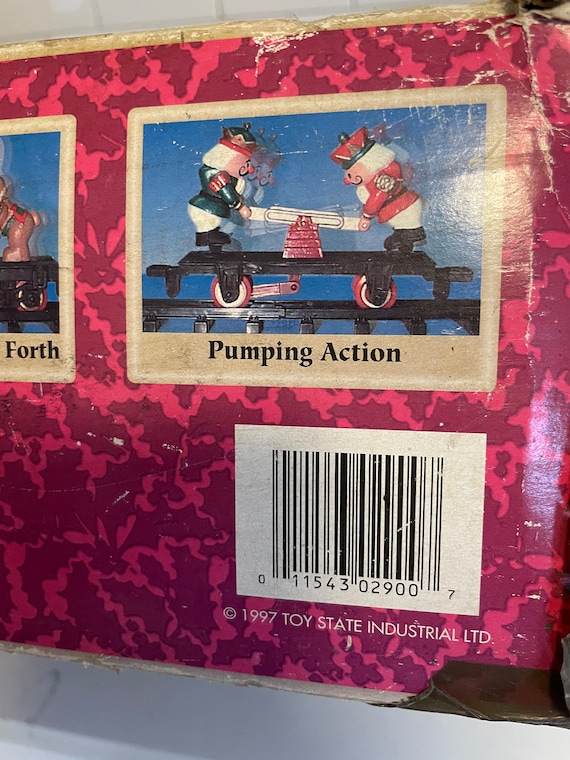 Forth
Pumping Action
0 11543 02900 7
© 1997 TOY STATE INDUSTRIAL LTD.